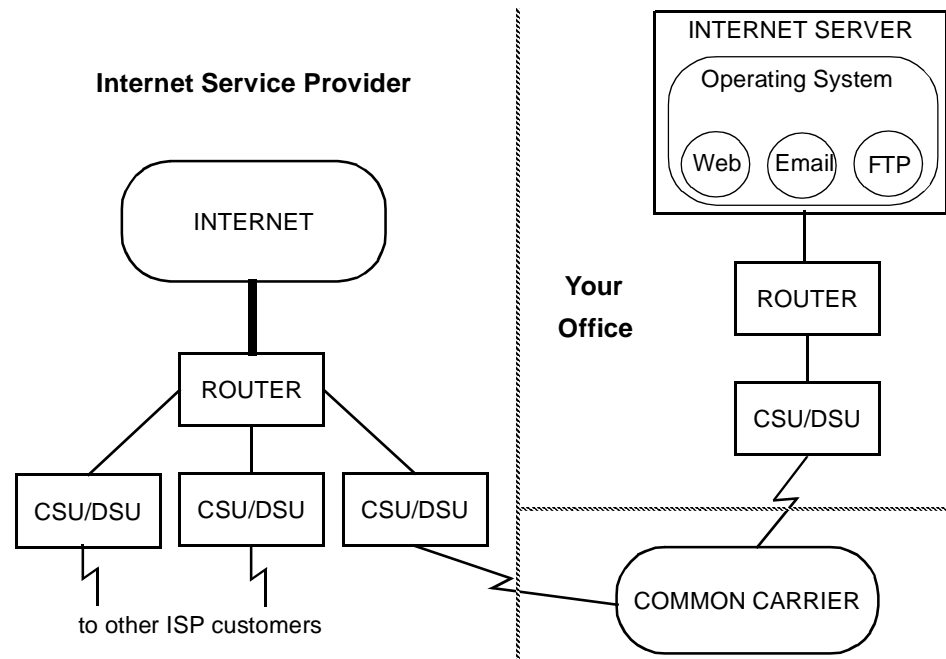 Internet Service Provider
INTERNET
ROUTER
CSU/DSU
CSU/DSU
CSU/DSU
to other ISP customers
INTERNET SERVER
Operating System
Web
Email
FTP
Your
Office
ROUTER
CSU/DSU
COMMON CARRIER